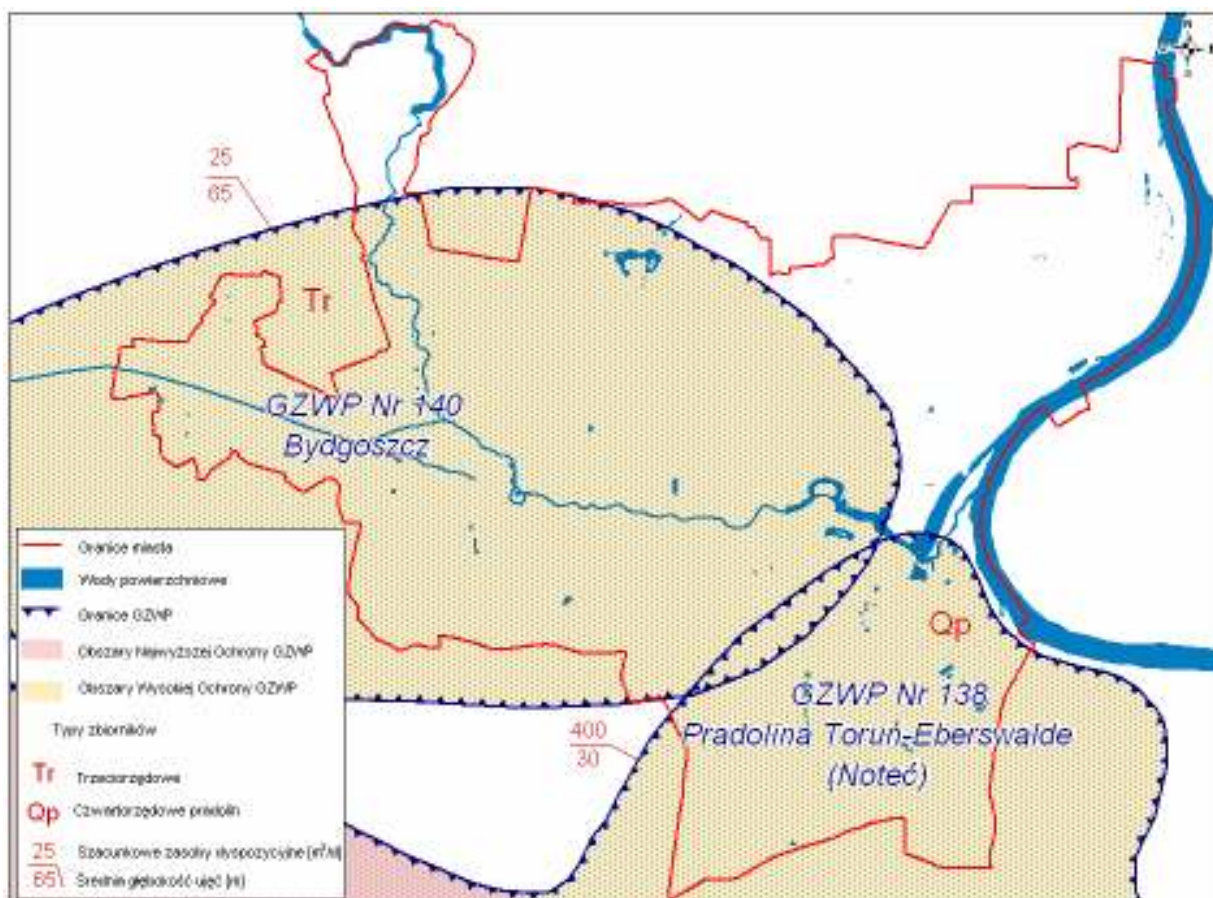 25
65
Tr
GZWP Nr 140
Bydgoszcz
Qp
GZWP Nr 138
Pradolina Toruń-Eberswalde
(Noteć)
400
30
Granice miasta
Wody powierzchniowe
Granice GZWP
Obszary Najwyższej Ochrony GZWP
Obszary Wysokiej Ochrony GZWP
Typy zbiorników
Tr Trzeciorzędowe
Qp Czwartorzędowe pradolin
25
65
Szacunkowe zasoby dyspozycyjne
Średnia głębokość ujęć [m]